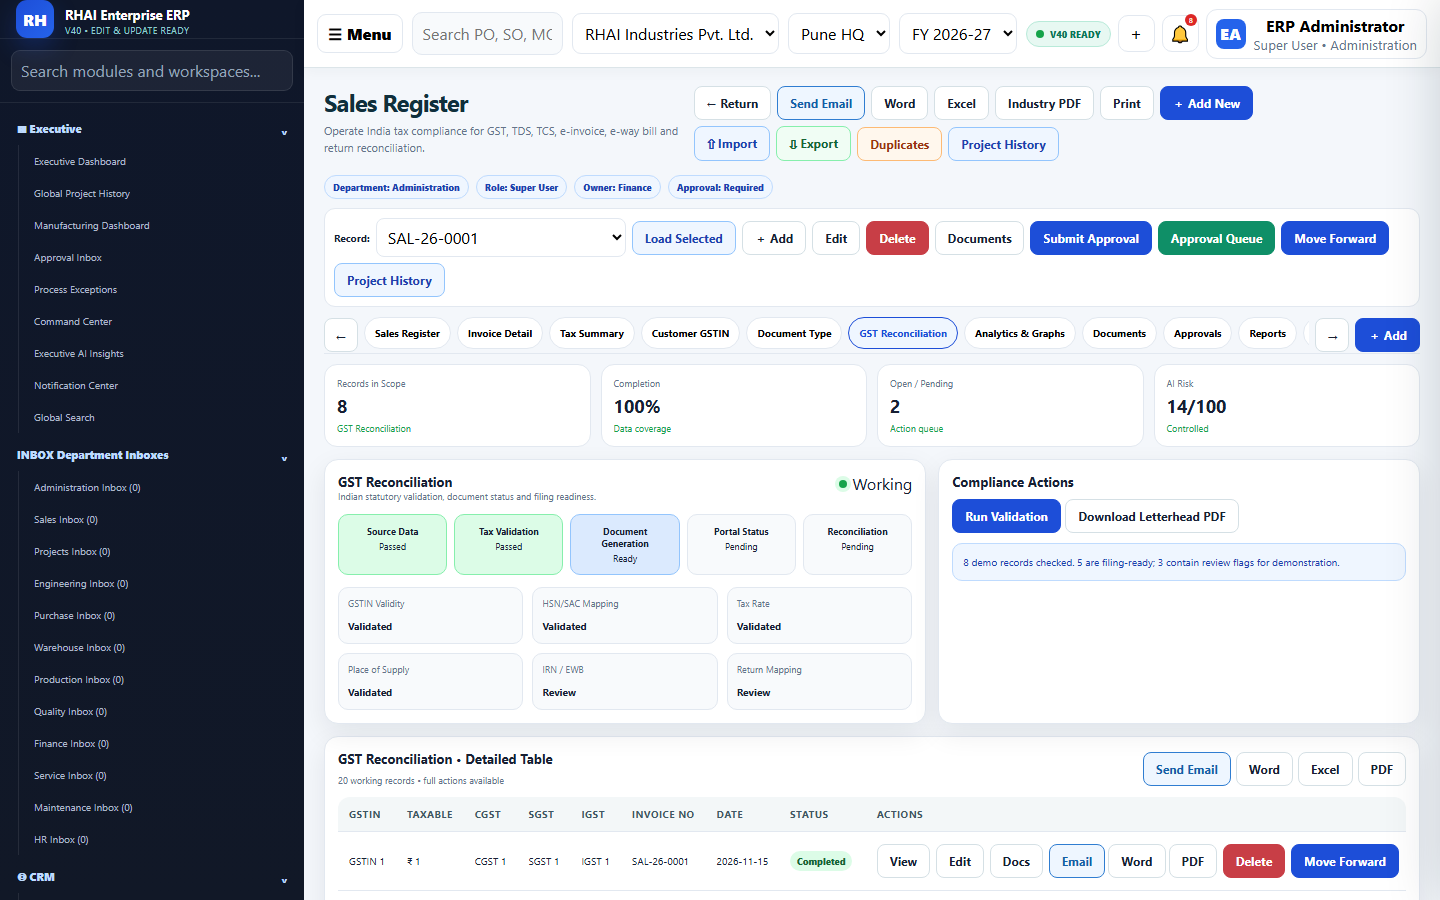 RH
RHAI Enterprise ERP
V40 • EDIT & UPDATE READY
Search modules and workspaces...
Executive
Executive Dashboard
Global Project History
Manufacturing Dashboard
Approval Inbox
Process Exceptions
Command Center
Executive AI Insights
Notification Center
Global Search
INBOX Department Inboxes
Administration Inbox (0)
Sales Inbox (0)
Projects Inbox (0)
Engineering Inbox (0)
Purchase Inbox (0)
Warehouse Inbox (0)
Production Inbox (0)
Quality Inbox (0)
Finance Inbox (0)
Service Inbox (0)
Maintenance Inbox (0)
HR Inbox (0)
CRM
☰ Menu
Search PO, SO, MO
RHAI Industries Pvt. Ltd.
Pune HQ
FY 2026-27
V40 READY
+
8
EA
ERP Administrator
Super User • Administration
Sales Register
Operate India tax compliance for GST, TDS, TCS, e-invoice, e-way bill and
return reconciliation.
← Return
Send Email
Word
Excel
Industry PDF
Print
+ Add New
⇧ Import
⇩ Export
Duplicates
Project History
Department: Administration
Role: Super User
Owner: Finance
Approval: Required
Record:
SAL-26-0001
Load Selected
+ Add
Edit
Delete
Documents
Submit Approval
Approval Queue
Move Forward
Project History
←
Sales Register
Invoice Detail
Tax Summary
Customer GSTIN
Document Type
GST Reconciliation
Analytics & Graphs
Documents
Approvals
Reports
→
+ Add
Records in Scope
8
GST Reconciliation
Completion
100%
Data coverage
Open / Pending
2
Action queue
AI Risk
14/100
Controlled
GST Reconciliation
Indian statutory validation, document status and filing readiness.
Working
Source Data
Passed
Tax Validation
Passed
Document
Generation
Ready
Portal Status
Pending
Reconciliation
Pending
GSTIN Validity
Validated
HSN/SAC Mapping
Validated
Tax Rate
Validated
Place of Supply
Validated
IRN / EWB
Review
Return Mapping
Review
Compliance Actions
Run Validation
Download Letterhead PDF
8 demo records checked. 5 are filing-ready; 3 contain review flags for demonstration.
GST Reconciliation • Detailed Table
20 working records • full actions available
Send Email
Word
Excel
PDF
GSTIN TAXABLE CGST SGST IGST INVOICE NO DATE STATUS ACTIONS
GSTIN 1 ₹ 1 CGST 1 SGST 1 IGST 1 SAL-26-0001 2026-11-15 Completed View Edit Docs Email Word PDF Delete Move Forward